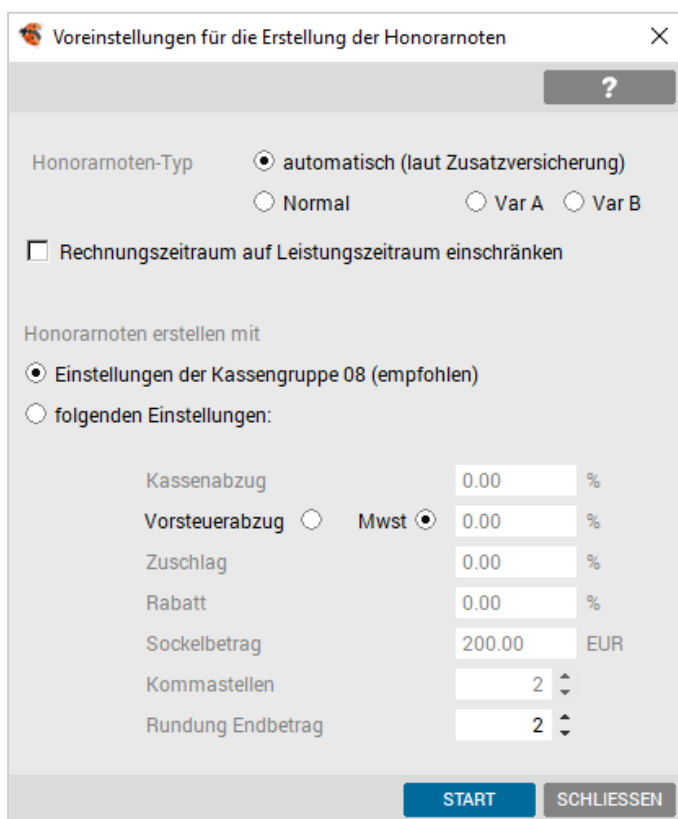 Voreinstellungen für die Erstellung der Honorarnoten
?
Honorarnoten-Typ automatisch (laut Zusatzversicherung)
Normal Var A Var B
Rechnungszeitraum auf Leistungszeitraum einschränken
Honorarnoten erstellen mit
Einstellungen der Kassengruppe 08 (empfohlen)
folgenden Einstellungen:
Kassenabzug 0.00 %
Vorsteuerabzug Mwst 0.00 %
Zuschlag 0.00 %
Rabatt 0.00 %
Sockelbetrag 200.00 EUR
Kommastellen 2
Rundung Endbetrag 2
START SCHLIESSEN